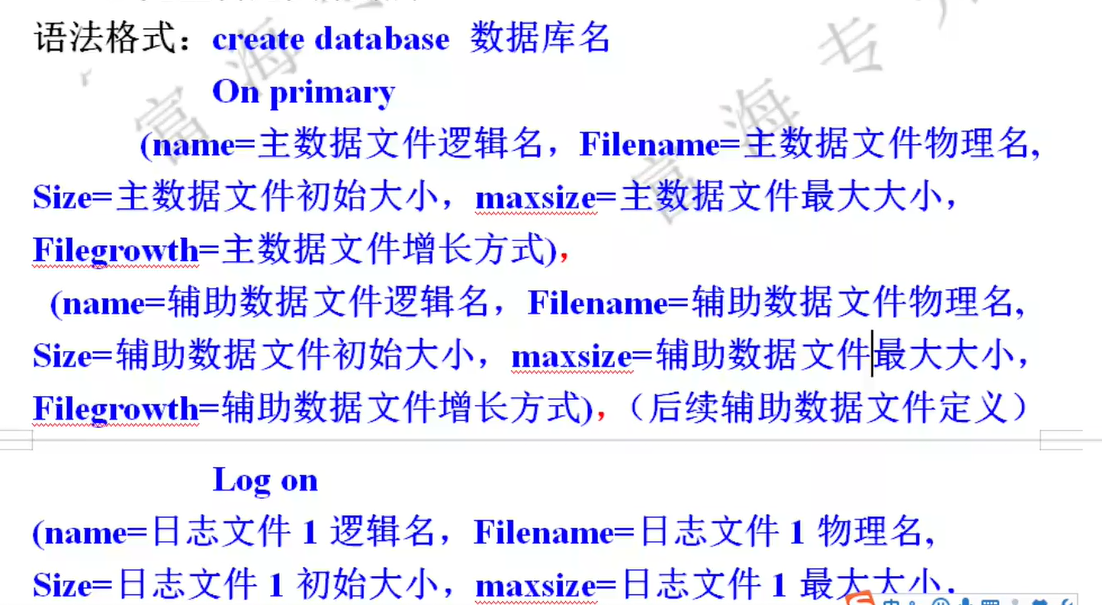 语法格式：create database 数据库名
On primary
(name=主数据文件逻辑名，Filename=主数据文件物理名,
Size=主数据文件初始大小，maxsize=主数据文件最大大小，
Filegrowth=主数据文件增长方式)，
(name=辅助数据文件逻辑名，Filename=辅助数据文件物理名,
Size=辅助数据文件初始大小，maxsize=辅助数据文件最大大小，
Filegrowth=辅助数据文件增长方式)，（后续辅助数据文件定义）
Log on
(name=日志文件 1 逻辑名，Filename=日志文件 1 物理名,
Size=日志文件 1 初始大小，maxsize=日志文件 1 最大大小，
富 海
富 海 专